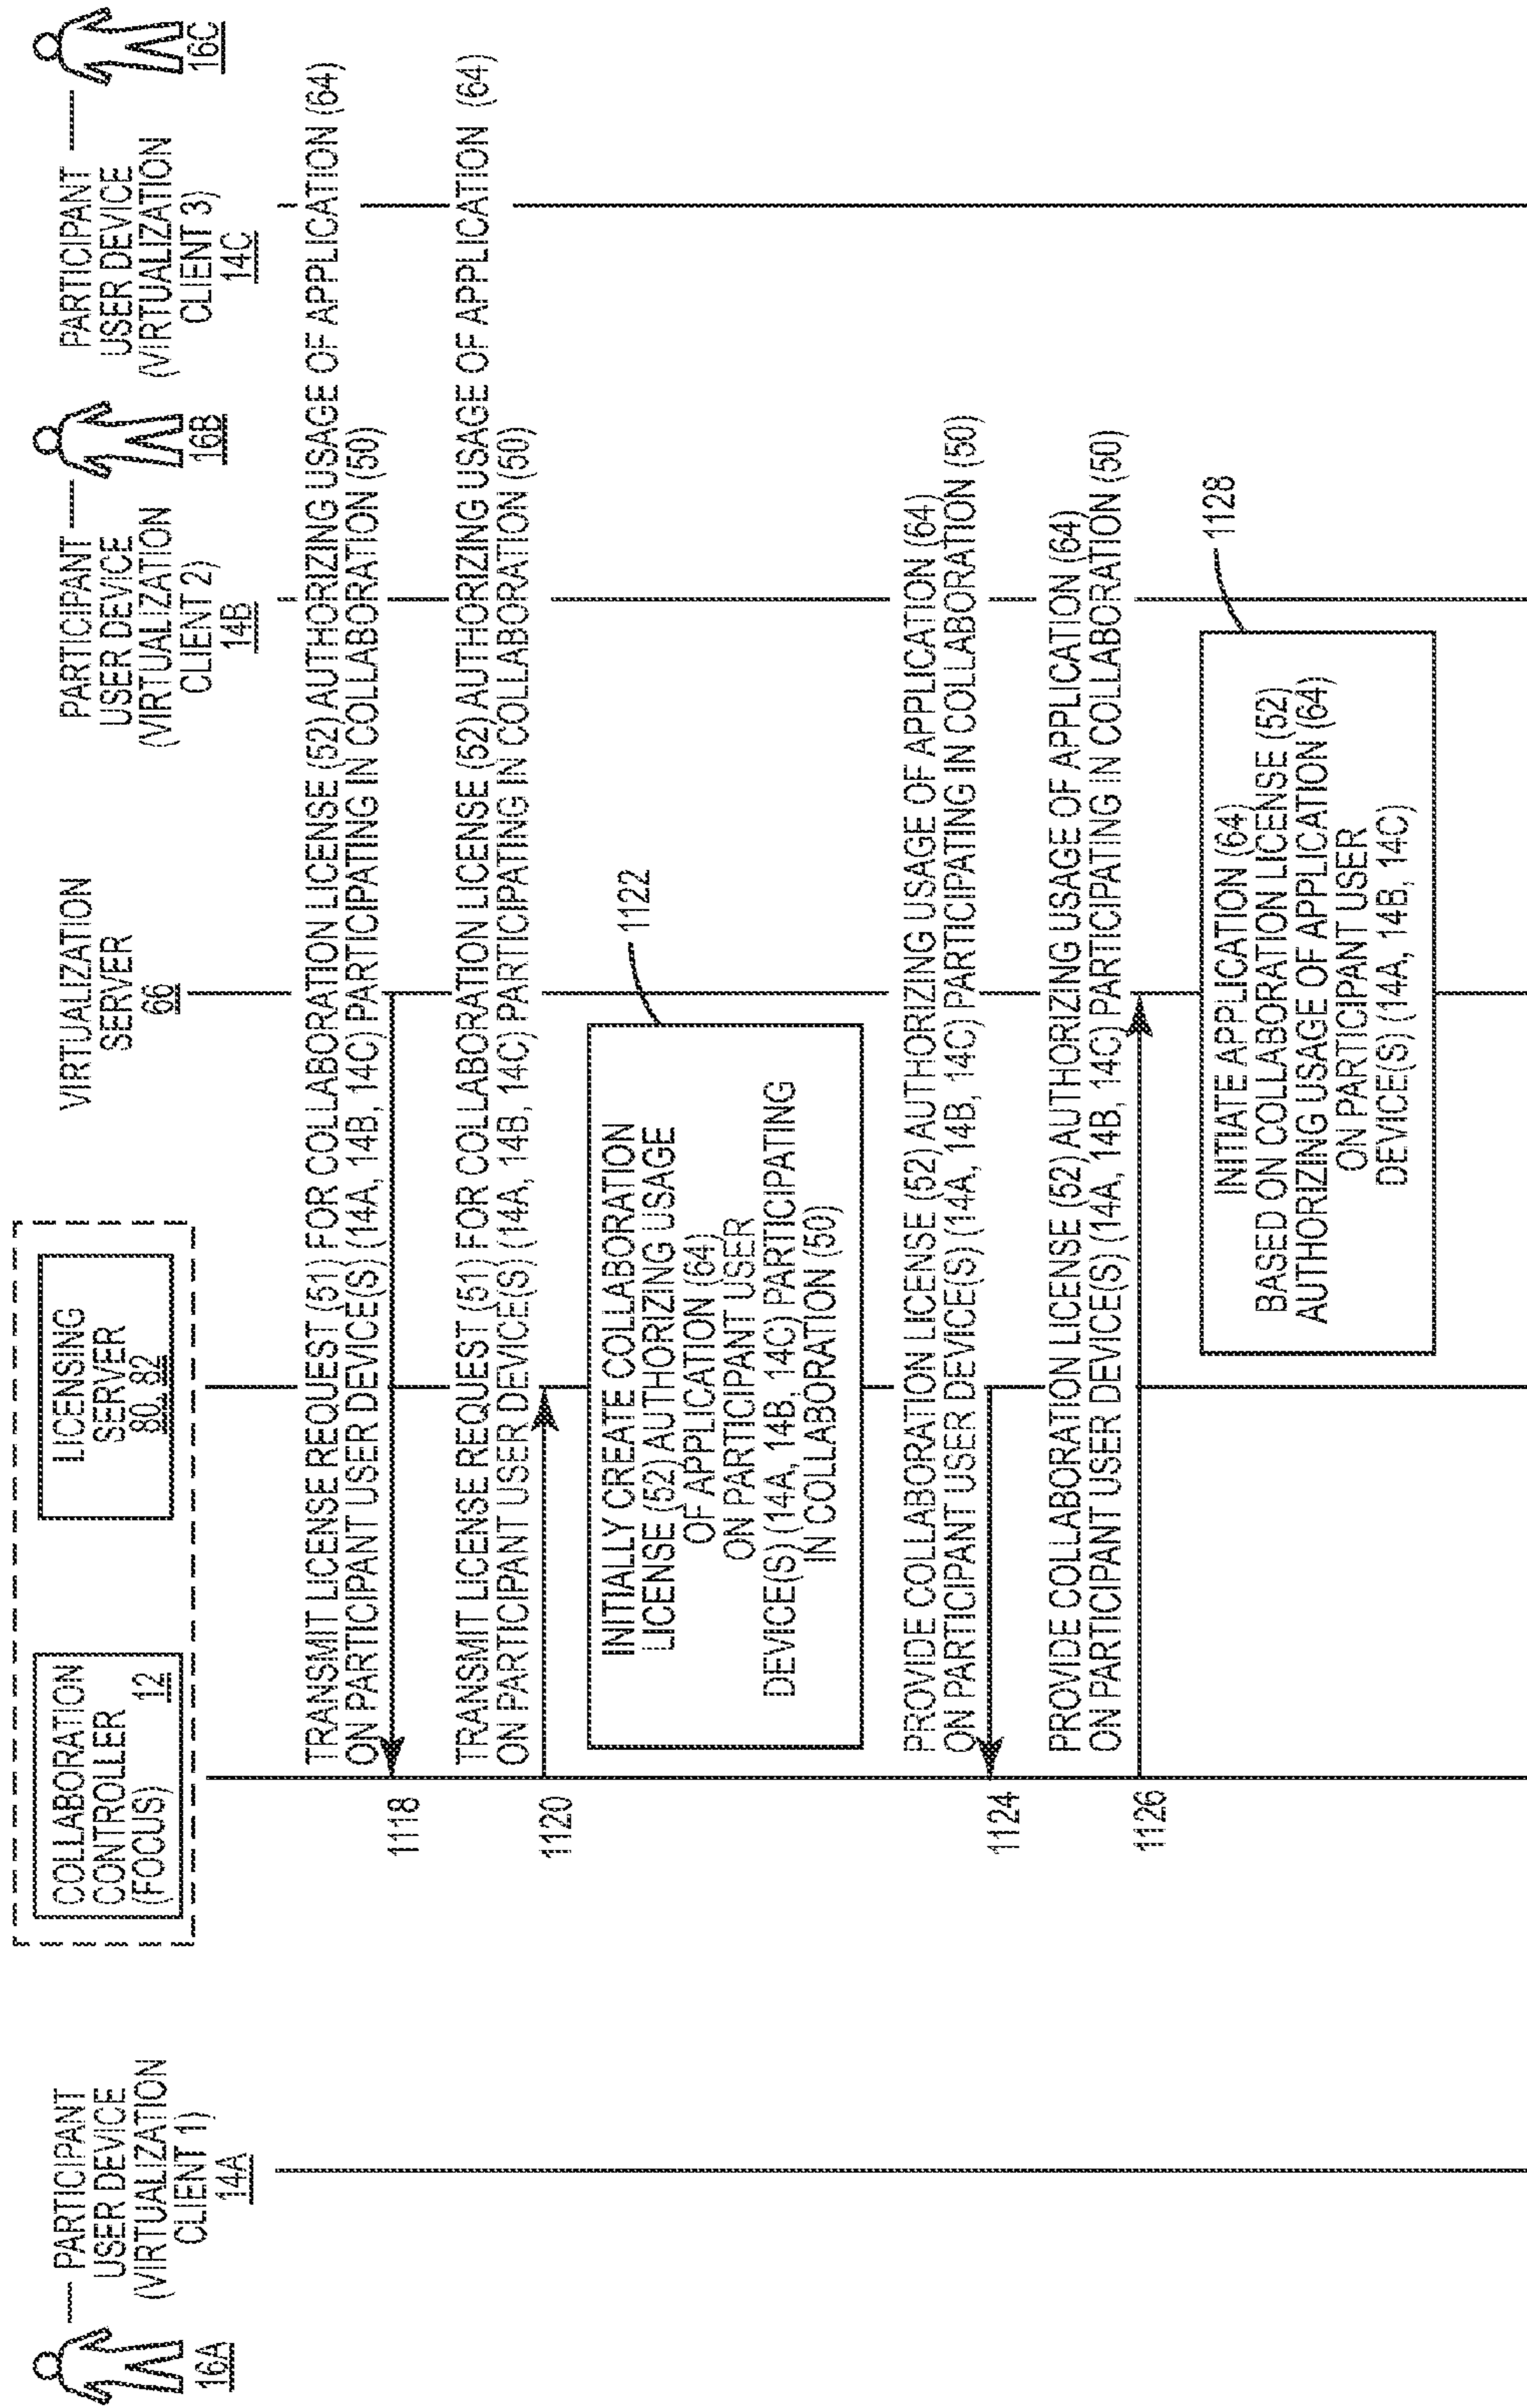 PARTICIPANT
USER DEVICE
(VIRTUALIZATION
CLIENT 1)
14A
16A
COLLABORATION
CONTROLLER
(FOCUS)
12
LICENSING
SERVER
80, 82
VIRTUALIZATION
SERVER
66
PARTICIPANT
USER DEVICE
(VIRTUALIZATION
CLIENT 2)
14B
16B
PARTICIPANT
USER DEVICE
(VIRTUALIZATION
CLIENT 3)
14C
16C
TRANSMIT LICENSE REQUEST (51) FOR COLLABORATION LICENSE (52) AUTHORIZING USAGE OF APPLICATION (64)
ON PARTICIPANT USER DEVICE(S) (14A, 14B, 14C) PARTICIPATING IN COLLABORATION (50)
1118
TRANSMIT LICENSE REQUEST (51) FOR COLLABORATION LICENSE (52) AUTHORIZING USAGE OF APPLICATION (64)
ON PARTICIPANT USER DEVICE(S) (14A, 14B, 14C) PARTICIPATING IN COLLABORATION (50)
1120
INITIALLY CREATE COLLABORATION
LICENSE (52) AUTHORIZING USAGE
OF APPLICATION (64)
ON PARTICIPANT USER
DEVICE(S) (14A, 14B, 14C) PARTICIPATING
IN COLLABORATION (50)
1122
PROVIDE COLLABORATION LICENSE (52) AUTHORIZING USAGE OF APPLICATION (64)
ON PARTICIPANT USER DEVICE(S) (14A, 14B, 14C) PARTICIPATING IN COLLABORATION (50)
1124
PROVIDE COLLABORATION LICENSE (52) AUTHORIZING USAGE OF APPLICATION (64)
ON PARTICIPANT USER DEVICE(S) (14A, 14B, 14C) PARTICIPATING IN COLLABORATION (50)
1126
INITIATE APPLICATION (64)
BASED ON COLLABORATION LICENSE (52)
AUTHORIZING USAGE OF APPLICATION (64)
ON PARTICIPANT USER
DEVICE(S) (14A, 14B, 14C)
1128